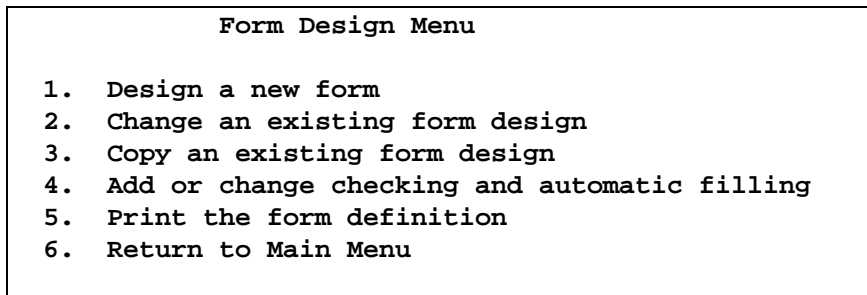 Form Design Menu
1. Design a new form
2. Change an existing form design
3. Copy an existing form design
4. Add or change checking and automatic filling
5. Print the form definition
6. Return to Main Menu